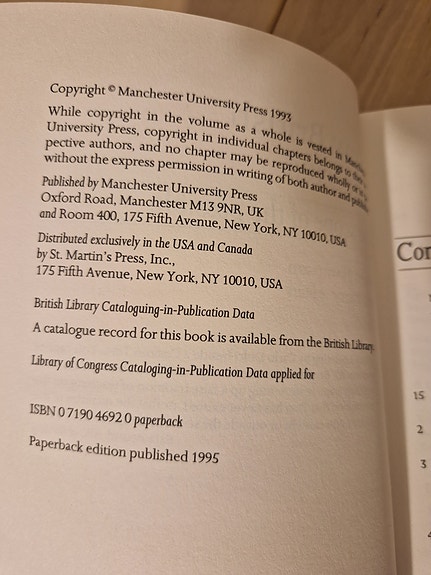 Copyright © Manchester University Press 1993
While copyright in the volume as a whole is vested in
University Press, copyright in individual chapters belongs to
pective authors, and no chapter may be reproduced wholly or
without the express permission in writing of both author and
Published by Manchester University Press
Oxford Road, Manchester M13 9NR, UK
and Room 400, 175 Fifth Avenue, New York, NY 10010, USA
Distributed exclusively in the USA and Canada
by St. Martin's Press, Inc.,
175 Fifth Avenue, New York, NY 10010, USA
British Library Cataloguing-in-Publication Data
A catalogue record for this book is available from the British Library
Library of Congress Cataloging-in-Publication Data applied for
ISBN 0 7190 4692 0 paperback
Paperback edition published 1995
Con
15
2
3